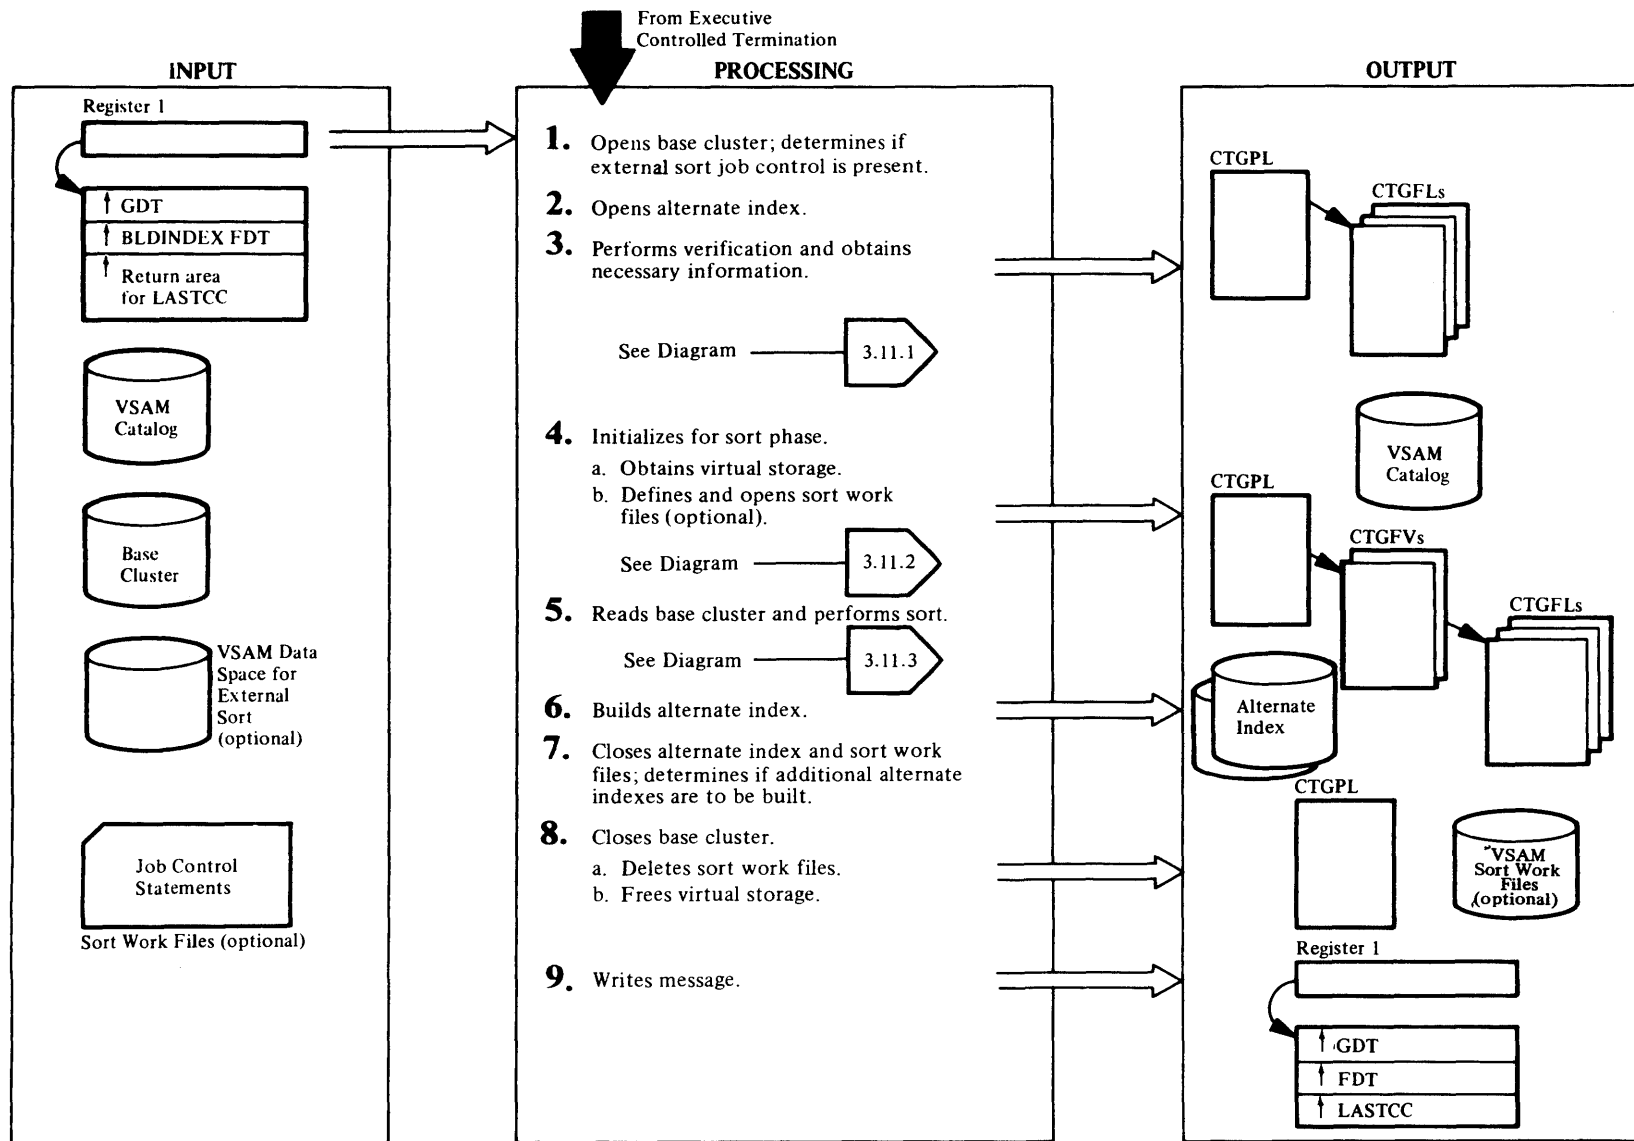 From Executive
Controlled Termination
INPUT
PROCESSING
OUTPUT
Register 1
GDT
BLDINDEX FDT
Return area
for LASTCC
VSAM
Catalog
Base
Cluster
VSAM Data
Space for
External
Sort
(optional)
Job Control
Statements
Sort Work Files (optional)
1. Opens base cluster; determines if
external sort job control is present.
2. Opens alternate index.
3. Performs verification and obtains
necessary information.
See Diagram
3.11.1
4. Initializes for sort phase.
a. Obtains virtual storage.
b. Defines and opens sort work
files (optional).
See Diagram
3.11.2
5. Reads base cluster and performs sort.
See Diagram
3.11.3
6. Builds alternate index.
7. Closes alternate index and sort work
files; determines if additional alternate
indexes are to be built.
8. Closes base cluster.
a. Deletes sort work files.
b. Frees virtual storage.
9. Writes message.
CTGPL
CTGFLs
VSAM
Catalog
CTGPL
CTGFVs
CTGFLs
Alternate
Index
CTGPL
VSAM
Sort Work
Files
(optional)
Register 1
GDT
FDT
LASTCC